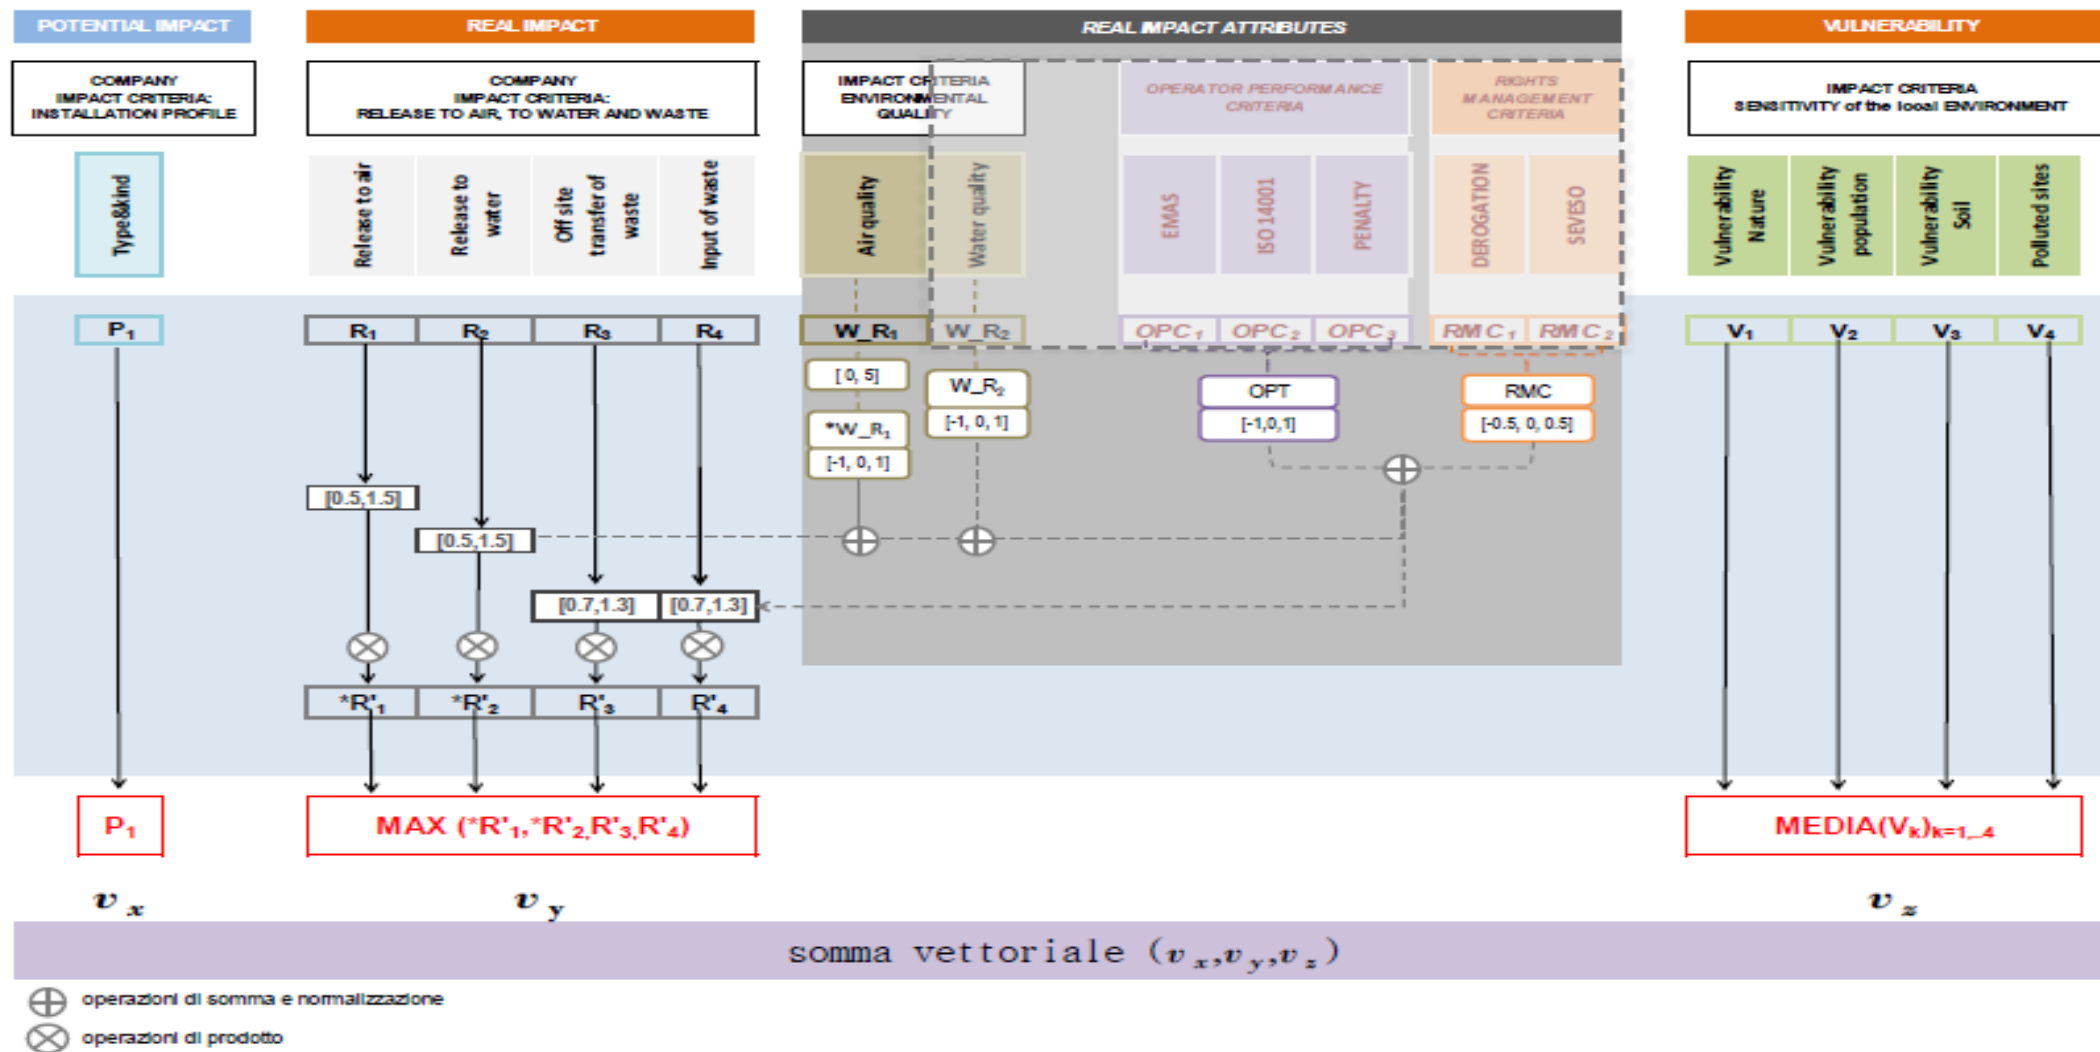 POTENTIAL IMPACT
REAL IMPACT
REAL IMPACT ATTRIBUTES
VULNERABILITY
COMPANY
IMPACT CRITERIA:
INSTALLATION PROFILE
COMPANY
IMPACT CRITERIA:
RELEASE TO AIR, TO WATER AND WASTE
IMPACT CRITERIA
ENVIRONMENTAL
QUALITY
OPERATOR PERFORMANCE
CRITERIA
RIGHTS
MANAGEMENT
CRITERIA
IMPACT CRITERIA
SENSITIVITY of the local ENVIRONMENT
Type&kind
Release to air
Release to
water
Off site
transfer of
waste
Input of waste
Air quality
Water quality
EMAS
ISO 14001
PENALTY
DEROGATION
SEVESO
Vulnerability
Nature
Vulnerability
population
Vulnerability
Soil
Polluted sites
P₁
R₁ R₂ R₃ R₄
W_R₁ W_R₂
OPC₁ OPC₂ OPC₃
RMC₁ RMC₂
V₁ V₂ V₃ V₄
[ 0, 5]
*W_R₁
[-1, 0, 1]
W_R₂
[-1, 0, 1]
OPT
[-1,0,1]
RMC
[-0.5, 0, 0.5]
[0.5,1.5]
[0.5,1.5]
[0.7,1.3] [0.7,1.3]
*R'₁ *R'₂ R'₃ R'₄
P₁
MAX (*R'₁,*R'₂,R'₃,R'₄)
MEDIA(Vₖ)ₖ₌₁,..₄
v x
v y
v z
somma vettoriale (v x,v y,v z)
operazioni di somma e normalizzazione
operazioni di prodotto